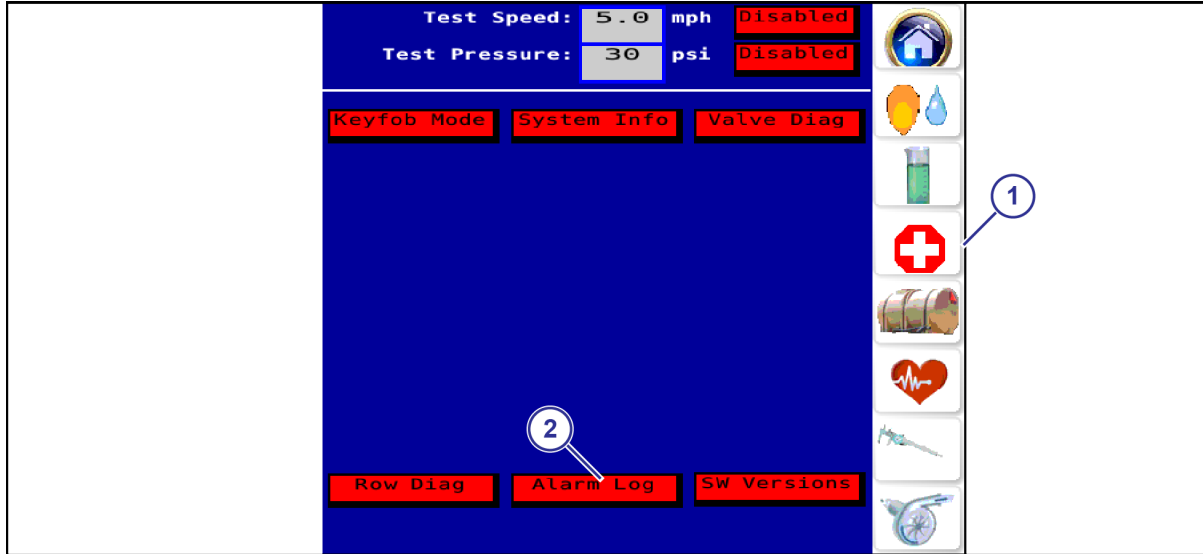 Test Speed: 5.0 mph Disabled
Test Pressure: 30 psi Disabled
Keyfob Mode System Info Valve Diag
1
2
Row Diag Alarm Log SW Versions